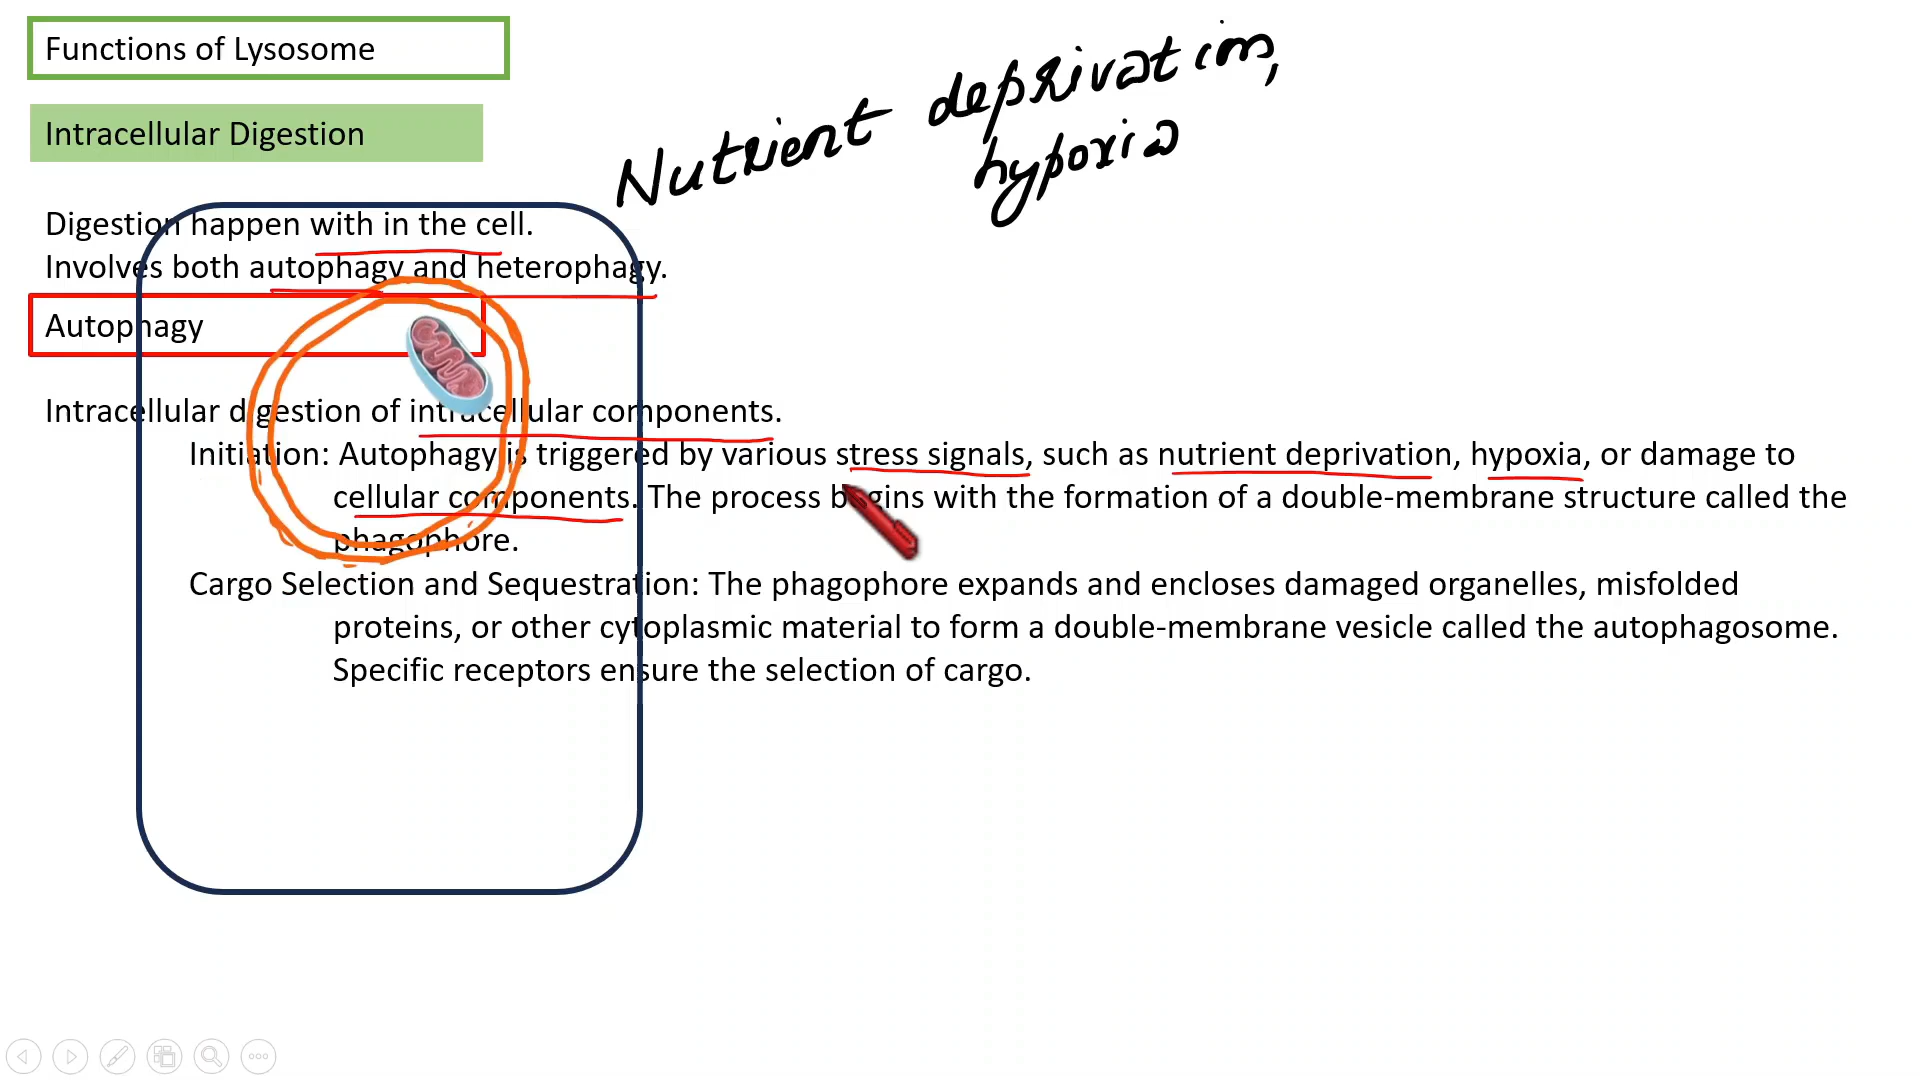 Functions of Lysosome
Nutrient deprivation,
hypoxia
Intracellular Digestion
Digestion happen with in the cell.
Involves both autophagy and heterophagy.
Autophagy
Intracellular digestion of intracellular components.
Initiation: Autophagy is triggered by various stress signals, such as nutrient deprivation, hypoxia, or damage to
cellular components. The process begins with the formation of a double-membrane structure called the
phagophore.
Cargo Selection and Sequestration: The phagophore expands and encloses damaged organelles, misfolded
proteins, or other cytoplasmic material to form a double-membrane vesicle called the autophagosome.
Specific receptors ensure the selection of cargo.